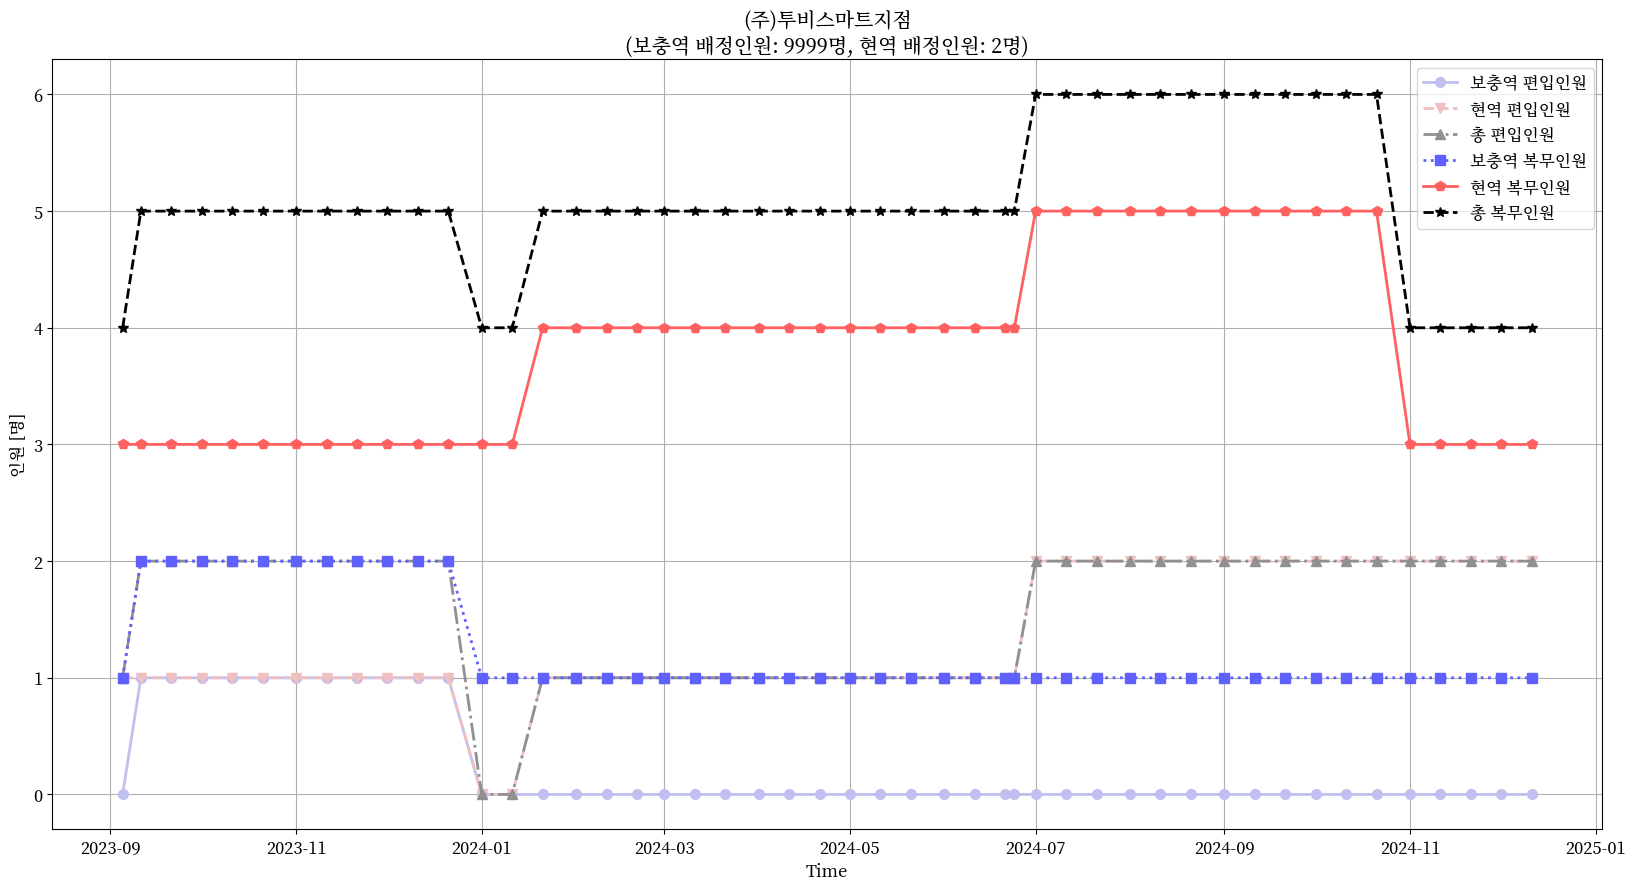 (주)투비스마트지점
(보충역 배정인원: 9999명, 현역 배정인원: 2명)
보충역 편입인원
현역 편입인원
총 편입인원
보충역 복무인원
현역 복무인원
총 복무인원
인원 [명]
6
5
4
3
2
1
0
2023-09
2023-11
2024-01
2024-03
2024-05
2024-07
2024-09
2024-11
2025-01
Time